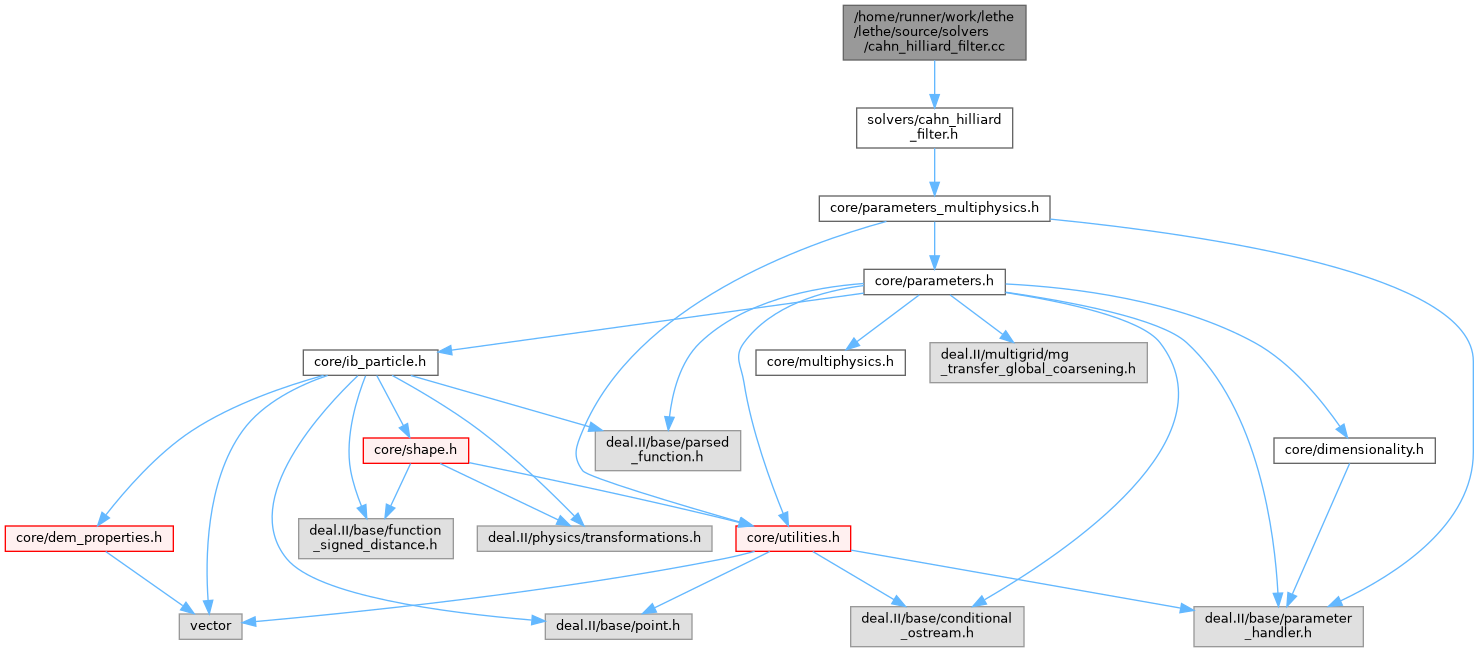 /home/runner/work/lethe
/lethe/source/solvers
/cahn_hilliard_filter.cc
solvers/cahn_hilliard
_filter.h
core/parameters_multiphysics.h
core/parameters.h
core/ib_particle.h
core/multiphysics.h
deal.II/multigrid/mg
_transfer_global_coarsening.h
core/shape.h
deal.II/base/parsed
_function.h
core/dimensionality.h
core/dem_properties.h
deal.II/base/function
_signed_distance.h
deal.II/physics/transformations.h
core/utilities.h
vector
deal.II/base/point.h
deal.II/base/conditional
_ostream.h
deal.II/base/parameter
_handler.h